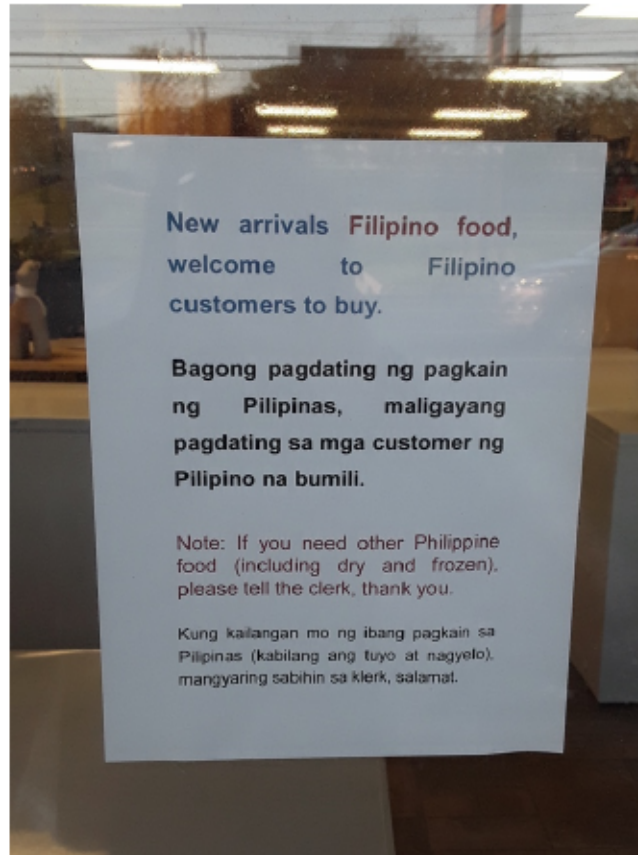 New arrivals Filipino food,
welcome to Filipino
customers to buy.
Bagong pagdating ng pagkain
ng Pilipinas, maligayang
pagdating sa mga customer ng
Pilipino na bumili.
Note: If you need other Philippine
food (including dry and frozen),
please tell the clerk, thank you.
Kung kailangan mo ng ibang pagkain sa
Pilipinas (kabilang ang tuyo at nagyelo),
mangyaring sabihin sa klerk, salamat.